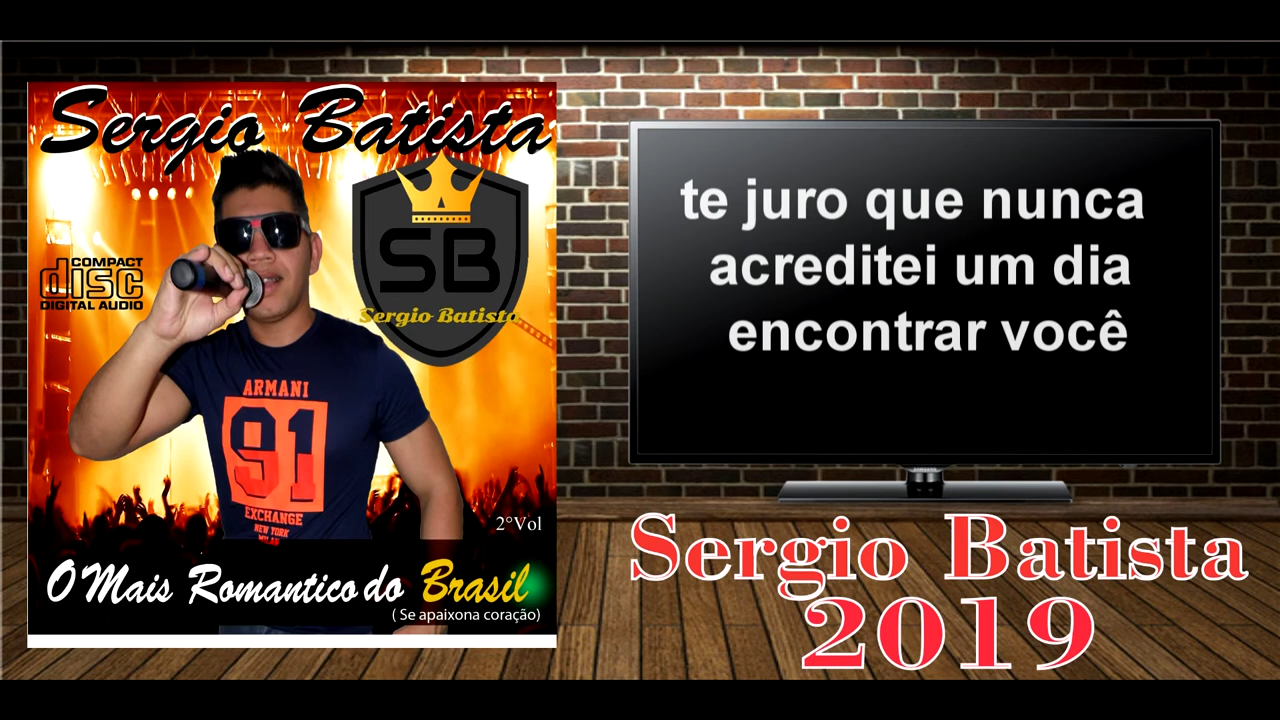 Sergio Batista
SB
Sergio Batista
COMPACT
disc
DIGITAL AUDIO
ARMANI
91
EXCHANGE
NEW YORK
MILAN
2°Vol
O Mais Romantico do Brasil
( Se apaixona coração)
te juro que nunca
acreditei um dia
encontrar você
Sergio Batista
2019